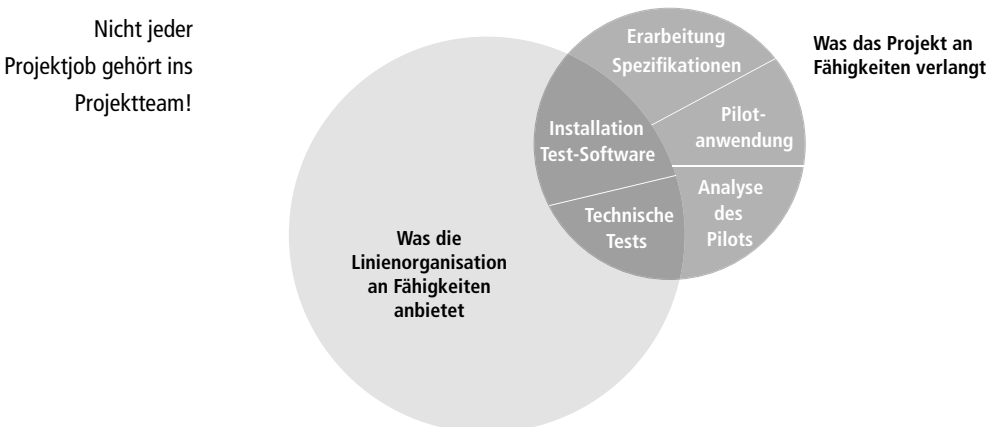 Nicht jeder
Projektjob gehört ins
Projektteam!
Erarbeitung
Spezifikationen
Was das Projekt an
Fähigkeiten verlangt
Pilot-
anwendung
Installation
Test-Software
Analyse
des
Pilots
Technische
Tests
Was die
Linienorganisation
an Fähigkeiten
anbietet